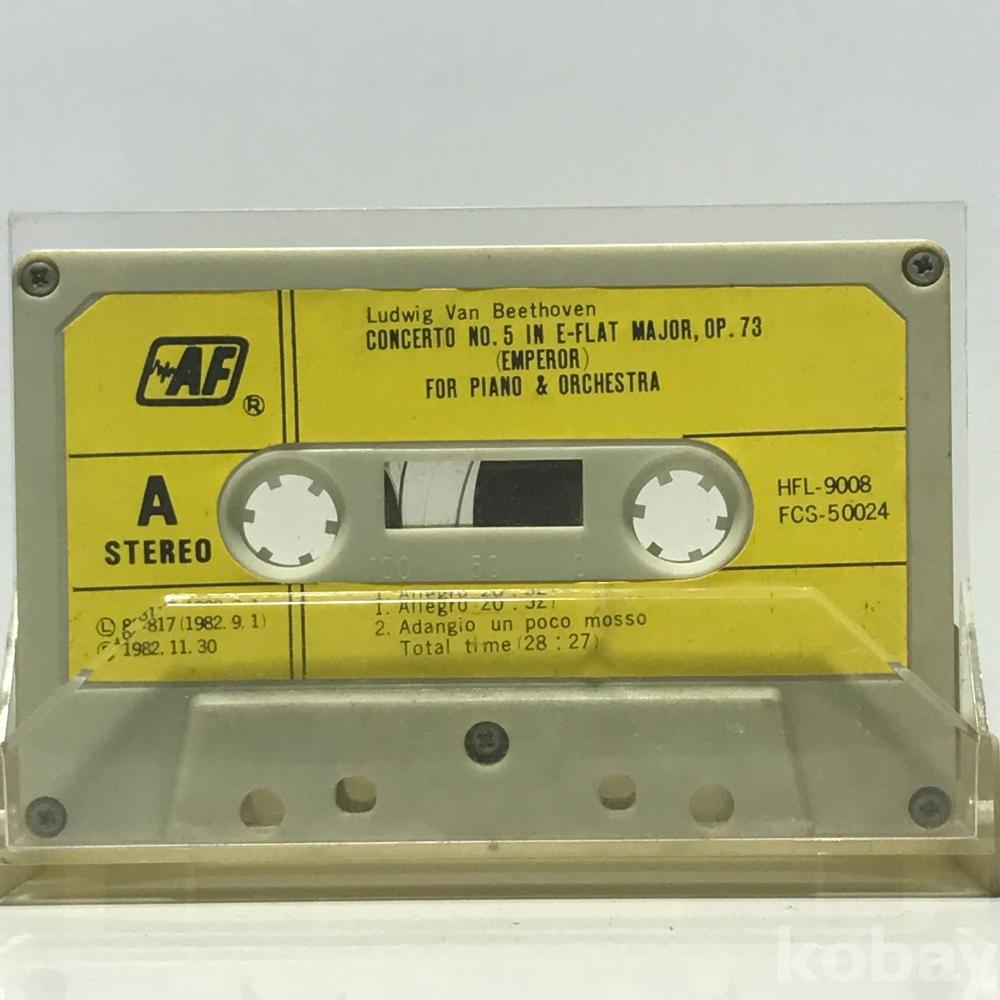 Ludwig Van Beethoven
CONCERTO NO. 5 IN E-FLAT MAJOR, OP. 73
(EMPEROR)
FOR PIANO & ORCHESTRA
AF
®
A
STEREO
HFL-9008
FCS-50024
100 50 0
1. Allegro 20 : 32
2. Adangio un poco mosso
Total time (28 : 27)
Ⓛ 817 (1982. 9. 1)
1982. 11. 30
kobay